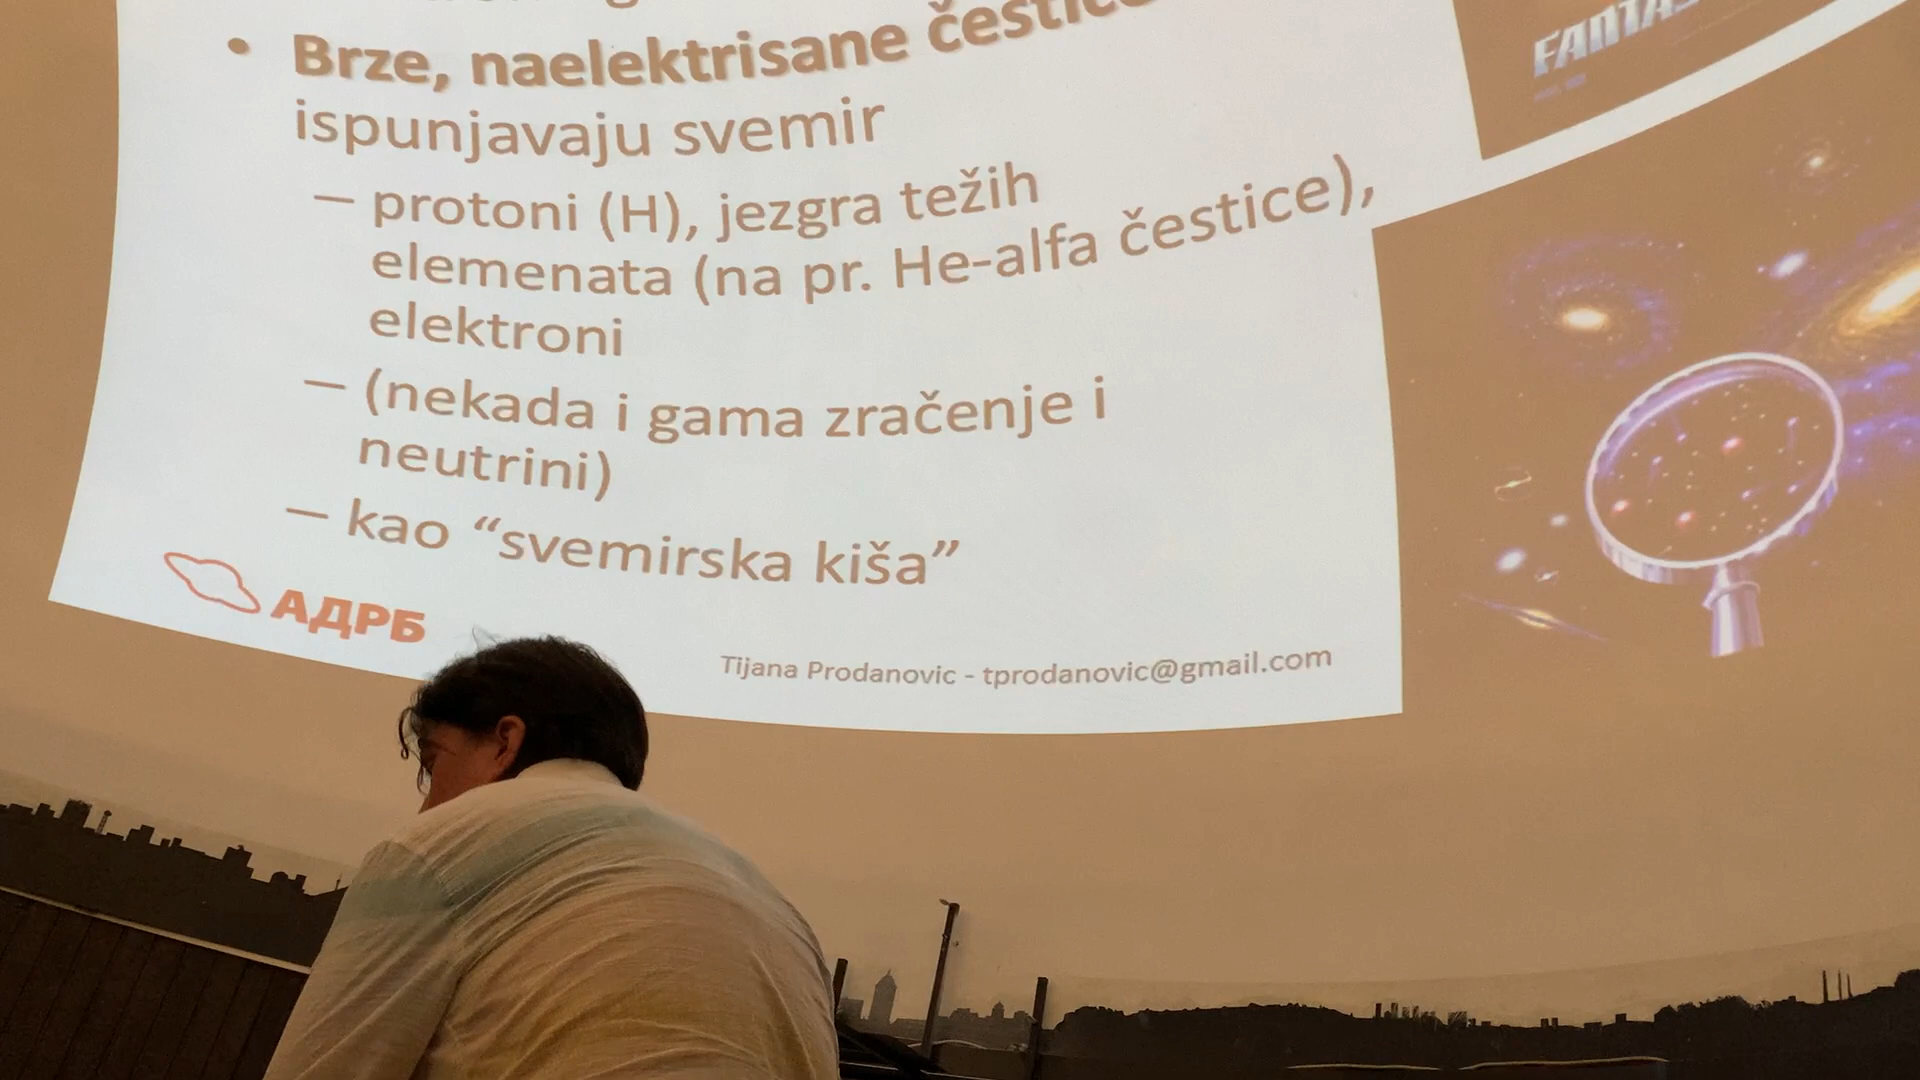 Brze, naelektrisane čestice
ispunjavaju svemir
– protoni (H), jezgra težih
elemenata (na pr. He-alfa čestice),
elektroni
– (nekada i gama zračenje i
neutrini)
– kao “svemirska kiša”
АДРБ
Tijana Prodanovic - tprodanovic@gmail.com